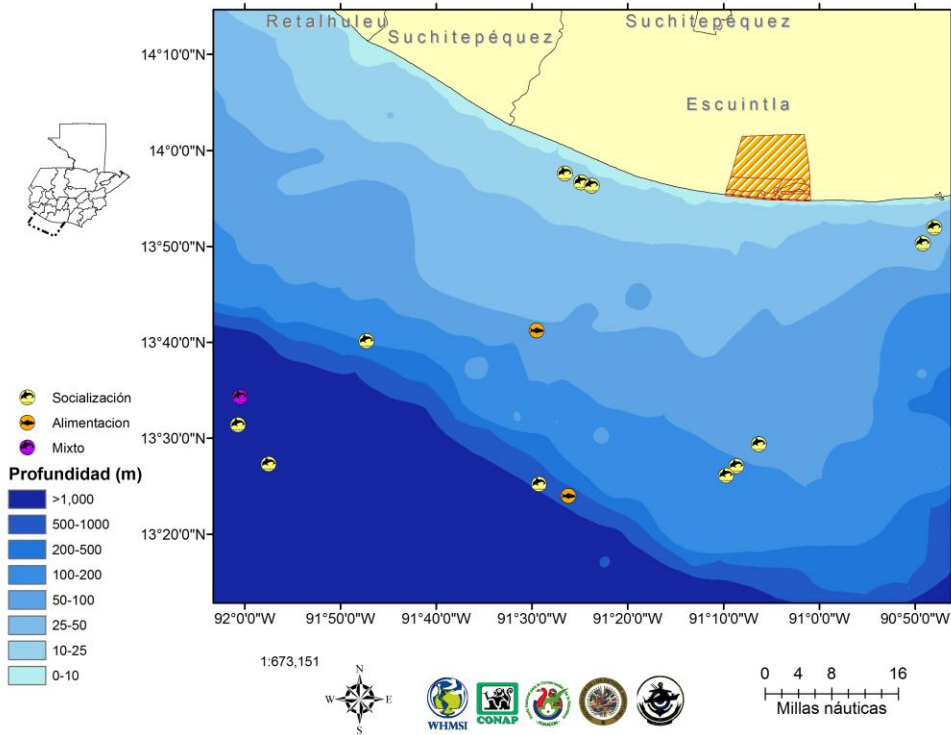 Retalhuleu
Suchitepéquez
Suchitepéquez
Escuintla
14°10'0"N
14°0'0"N
13°50'0"N
13°40'0"N
13°30'0"N
13°20'0"N
92°0'0"W 91°50'0"W 91°40'0"W 91°30'0"W 91°20'0"W 91°10'0"W 91°0'0"W 90°50'0"W
Socialización
Alimentacion
Mixto
Profundidad (m)
>1,000
500-1000
200-500
100-200
50-100
25-50
10-25
0-10
1:673,151
N
W E
S
WHMSI
CONAP
0 4 8 16
Millas náuticas